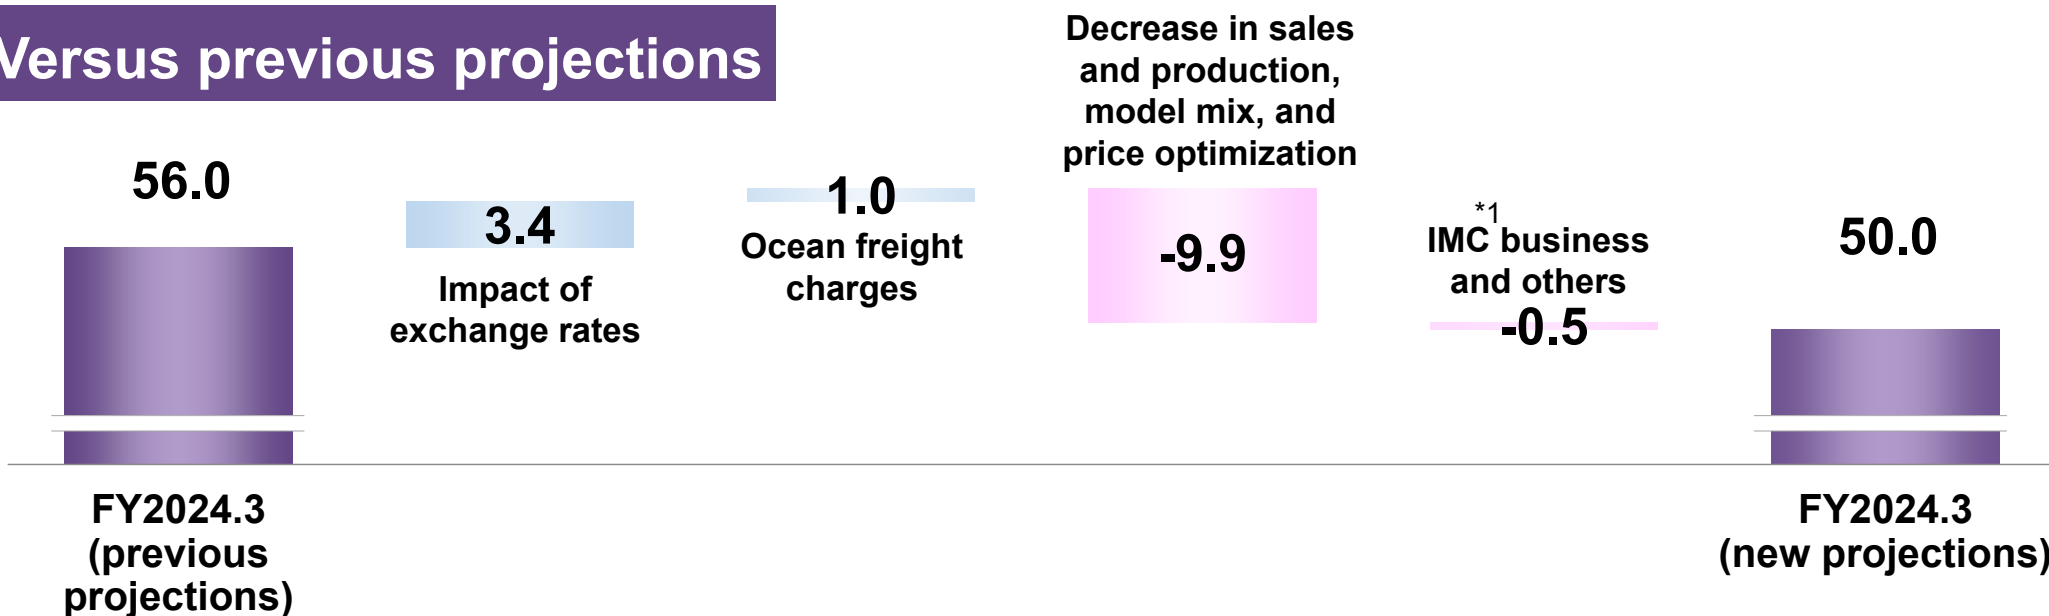 Versus previous projections
56.0
FY2024.3
(previous
projections)
3.4
Impact of
exchange rates
1.0
Ocean freight
charges
Decrease in sales
and production,
model mix, and
price optimization
-9.9
*1
IMC business
and others
-0.5
50.0
FY2024.3
(new projections)